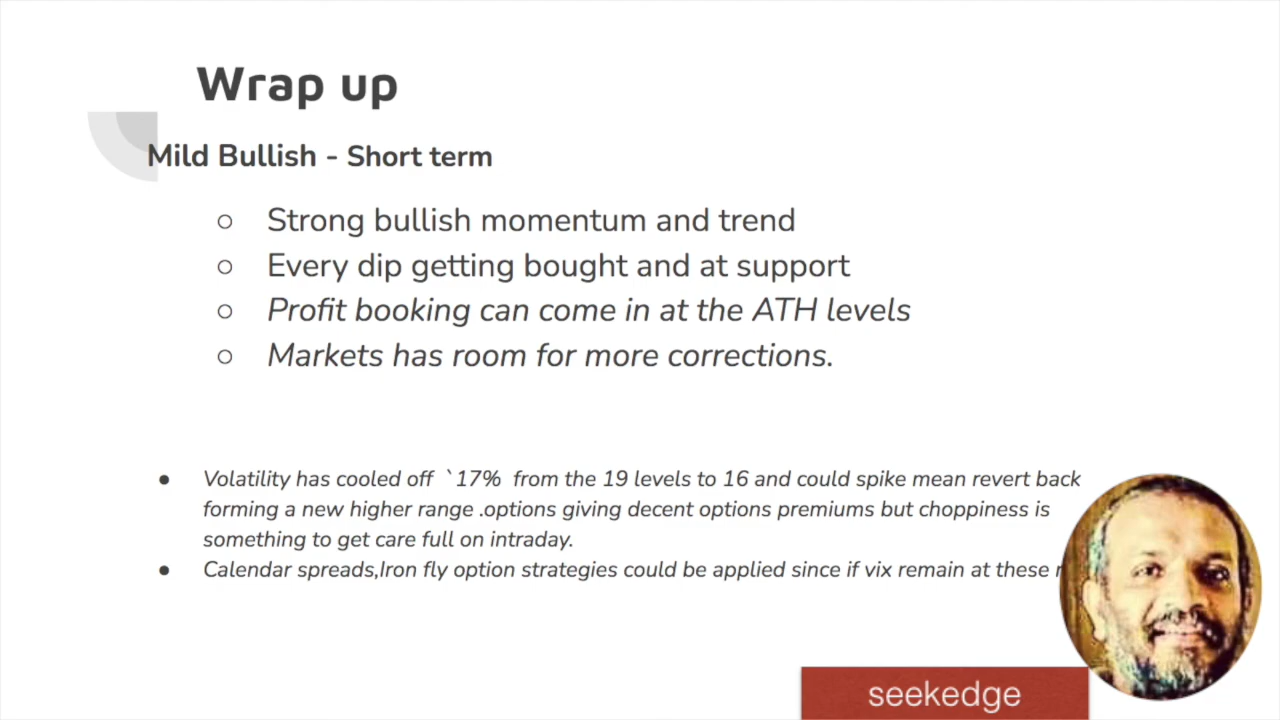 Wrap up
Mild Bullish - Short term
○ Strong bullish momentum and trend
○ Every dip getting bought and at support
○ Profit booking can come in at the ATH levels
○ Markets has room for more corrections.
● Volatility has cooled off `17% from the 19 levels to 16 and could spike mean revert back
forming a new higher range .options giving decent options premiums but choppiness is
something to get care full on intraday.
● Calendar spreads,Iron fly option strategies could be applied since if vix remain at these
seekedge